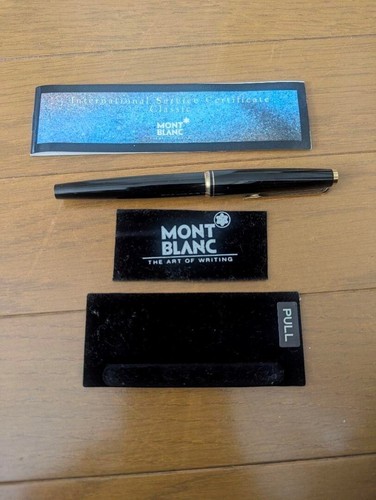 International Service Certificate
Classic
MONT
BLANC
MONT
BLANC
THE ART OF WRITING
PULL